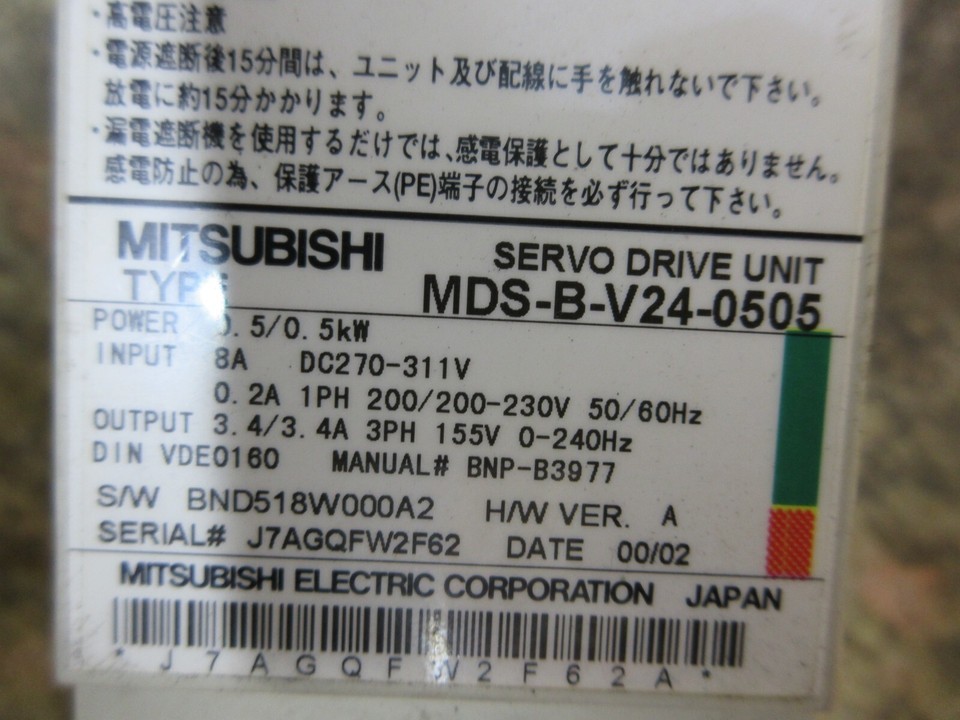 ・高電圧注意
・電源遮断後15分間は、ユニット及び配線に手を触れないで下さい。
放電に約15分かかります。
・漏電遮断機を使用するだけでは、感電保護として十分ではありません。
感電防止の為、保護アース(PE)端子の接続を必ず行って下さい。
MITSUBISHI SERVO DRIVE UNIT
TYPE MDS-B-V24-0505
POWER 0.5/0.5kW
INPUT 8A DC270-311V
0.2A 1PH 200/200-230V 50/60Hz
OUTPUT 3.4/3.4A 3PH 155V 0-240Hz
DIN VDE0160 MANUAL# BNP-B3977
S/W BND518W000A2 H/W VER. A
SERIAL# J7AGQFW2F62 DATE 00/02
MITSUBISHI ELECTRIC CORPORATION JAPAN
* J 7 A G Q F W 2 F 6 2 A *